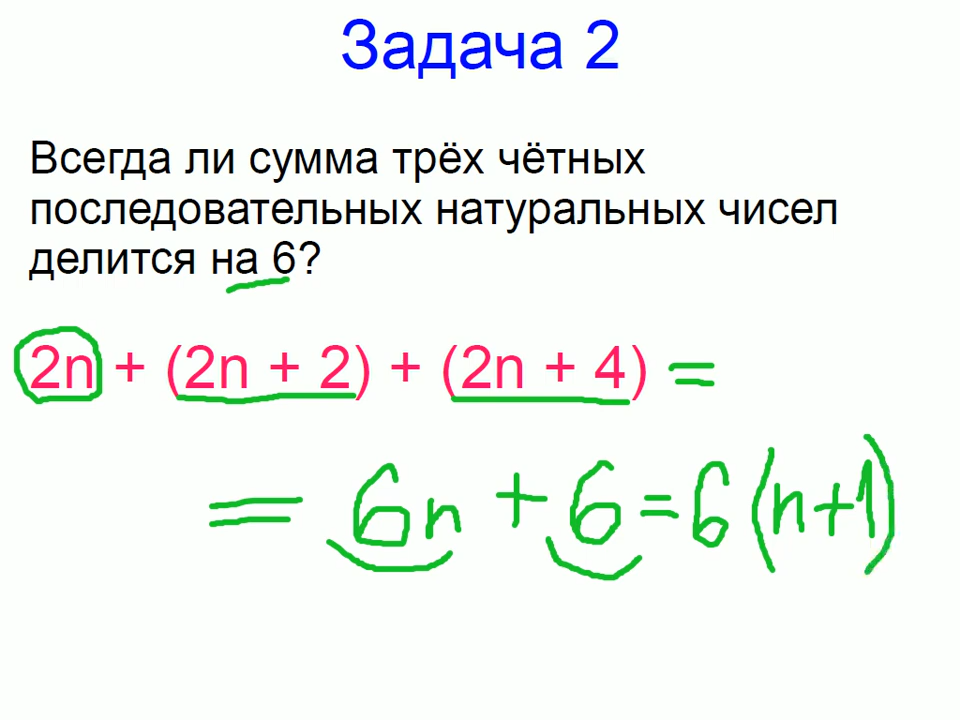 Задача 2
Всегда ли сумма трёх чётных
последовательных натуральных чисел
делится на 6?
2n + (2n + 2) + (2n + 4) =
= 6n + 6 = 6 (n+1)